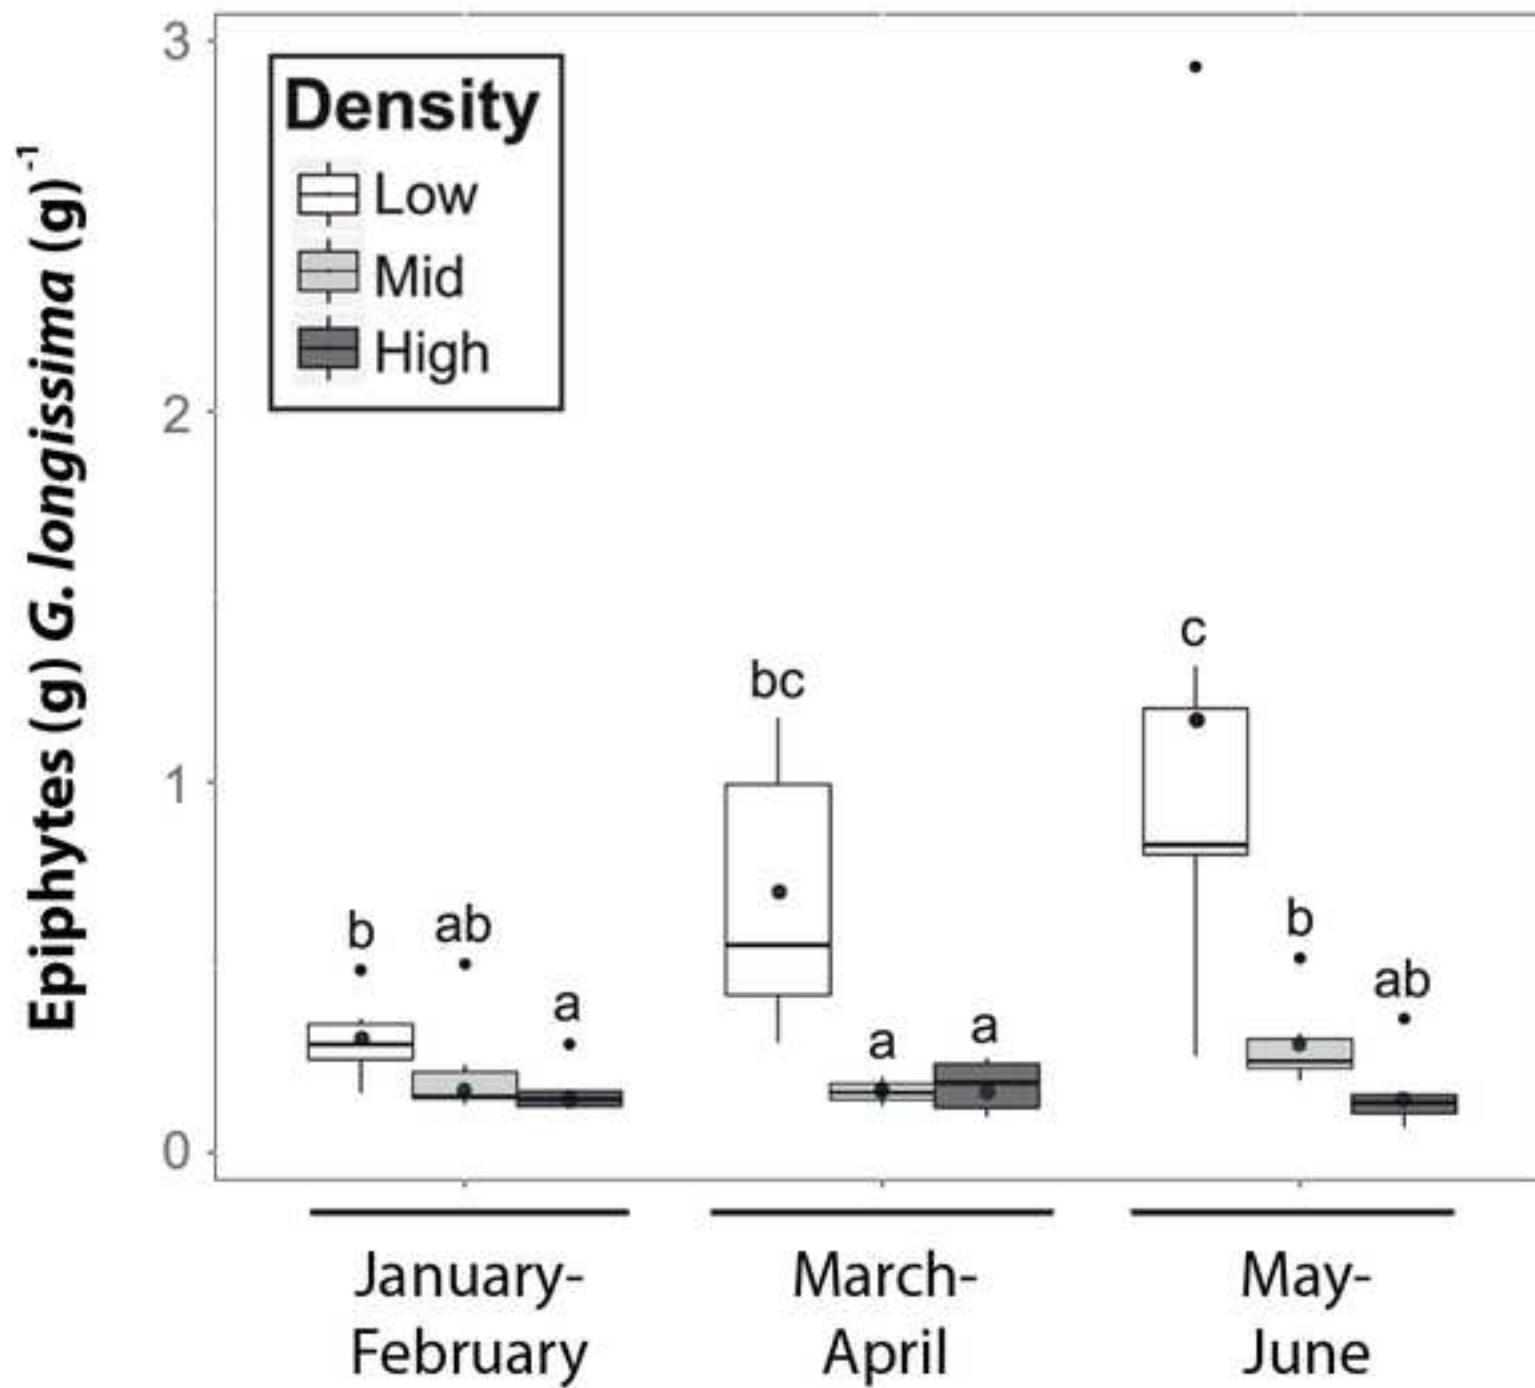 Epiphytes (g) G. longissima (g)⁻¹
3
2
1
0
Density
Low
Mid
High
b
ab
a
bc
a
a
c
b
ab
January-
February
March-
April
May-
June